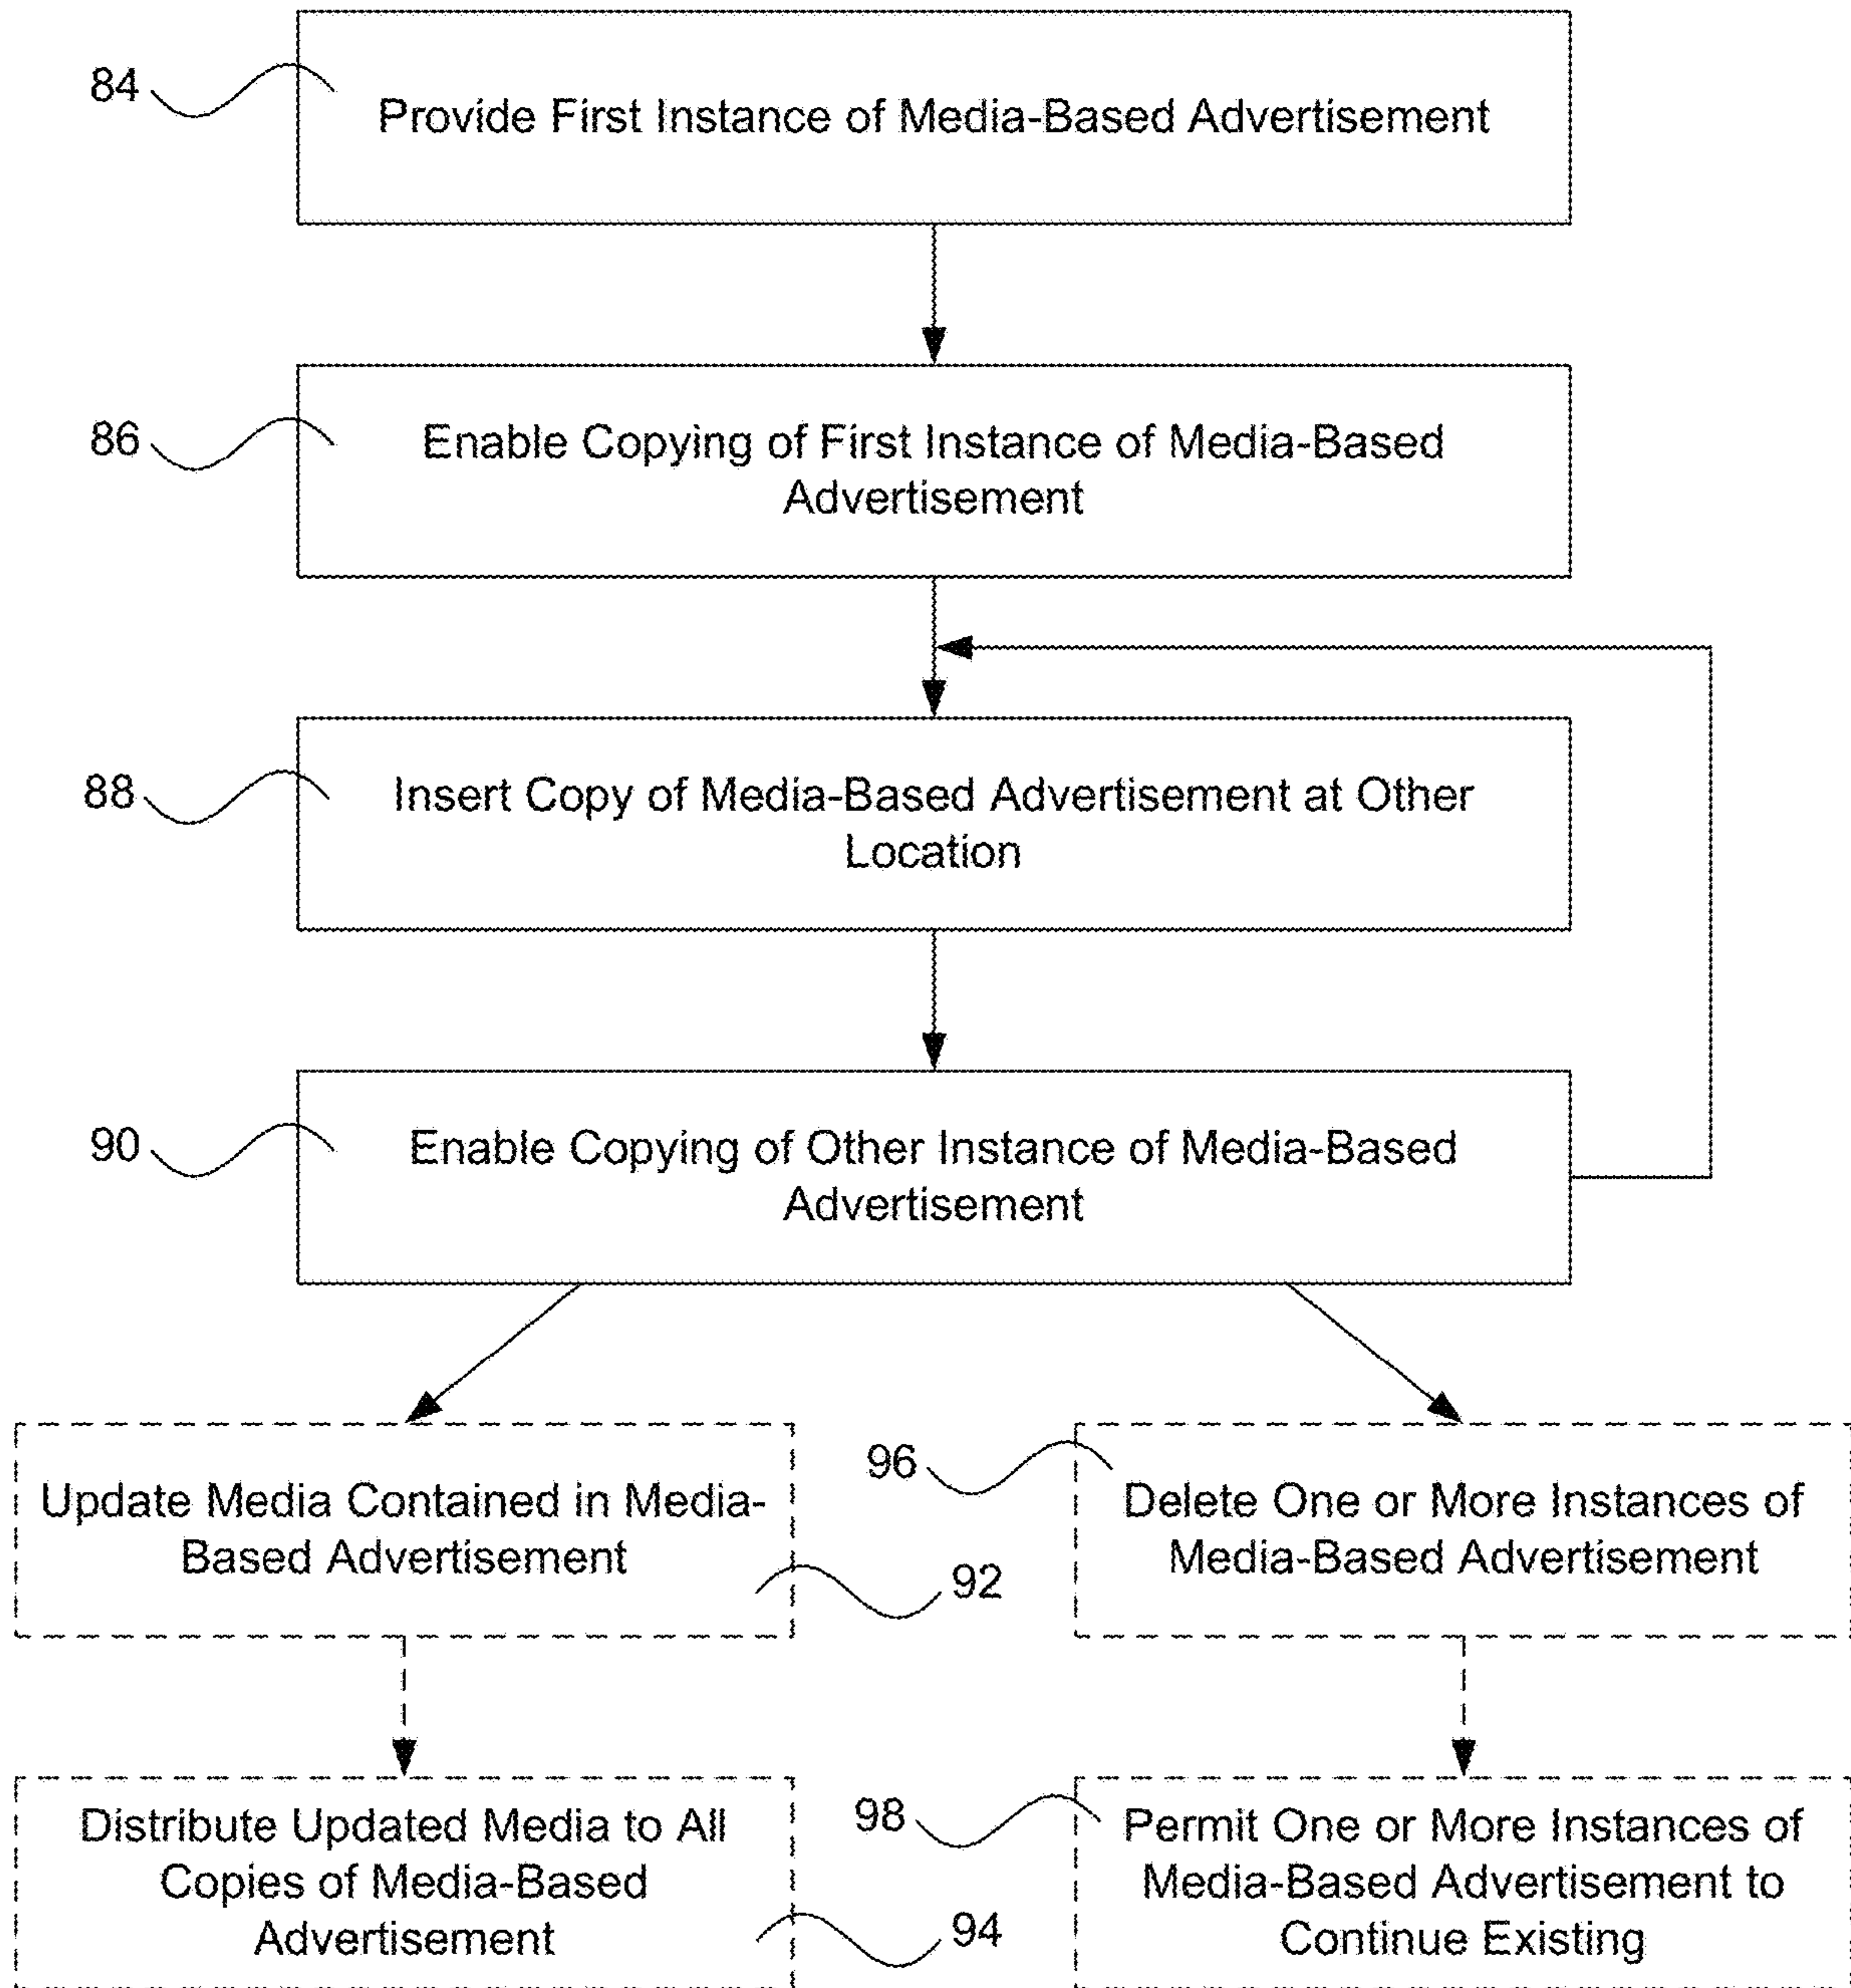 84
Provide First Instance of Media-Based Advertisement
86
Enable Copying of First Instance of Media-Based
Advertisement
88
Insert Copy of Media-Based Advertisement at Other
Location
90
Enable Copying of Other Instance of Media-Based
Advertisement
Update Media Contained in Media-
Based Advertisement
92
96
Delete One or More Instances of
Media-Based Advertisement
Distribute Updated Media to All
Copies of Media-Based
Advertisement
94
98
Permit One or More Instances of
Media-Based Advertisement to
Continue Existing